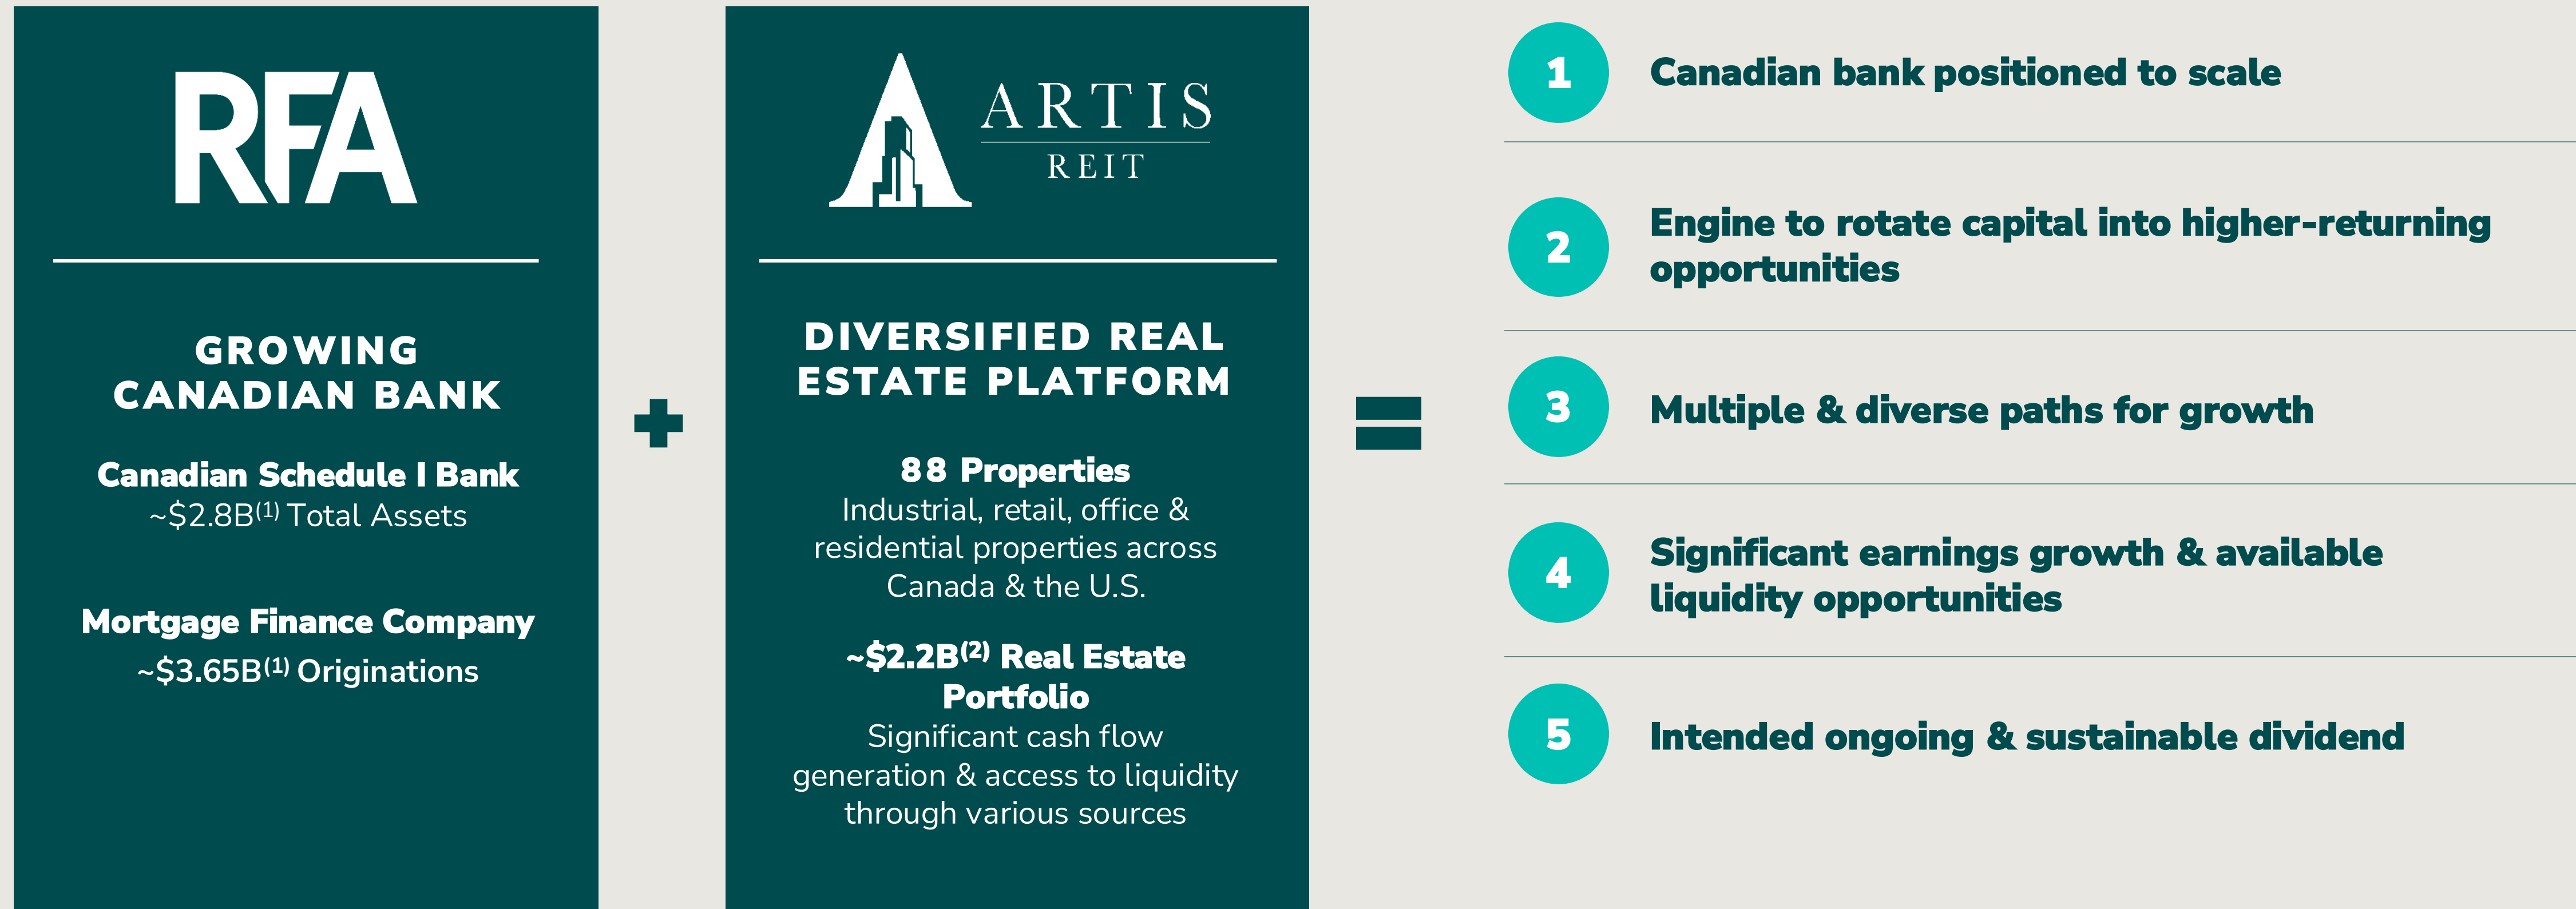 RFA
GROWING
CANADIAN BANK
Canadian Schedule I Bank
~$2.8B(1) Total Assets
Mortgage Finance Company
~$3.65B(1) Originations
+
ARTIS
REIT
DIVERSIFIED REAL
ESTATE PLATFORM
88 Properties
Industrial, retail, office &
residential properties across
Canada & the U.S.
~$2.2B(2) Real Estate
Portfolio
Significant cash flow
generation & access to liquidity
through various sources
=
1 Canadian bank positioned to scale
2 Engine to rotate capital into higher-returning
opportunities
3 Multiple & diverse paths for growth
4 Significant earnings growth & available
liquidity opportunities
5 Intended ongoing & sustainable dividend